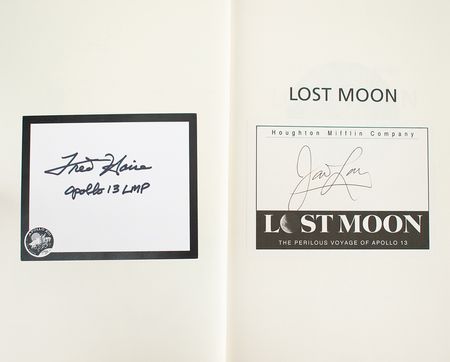 Fred Haise
Apollo 13 LMP
LOST MOON
Houghton Mifflin Company
LOST MOON
THE PERILOUS VOYAGE OF APOLLO 13